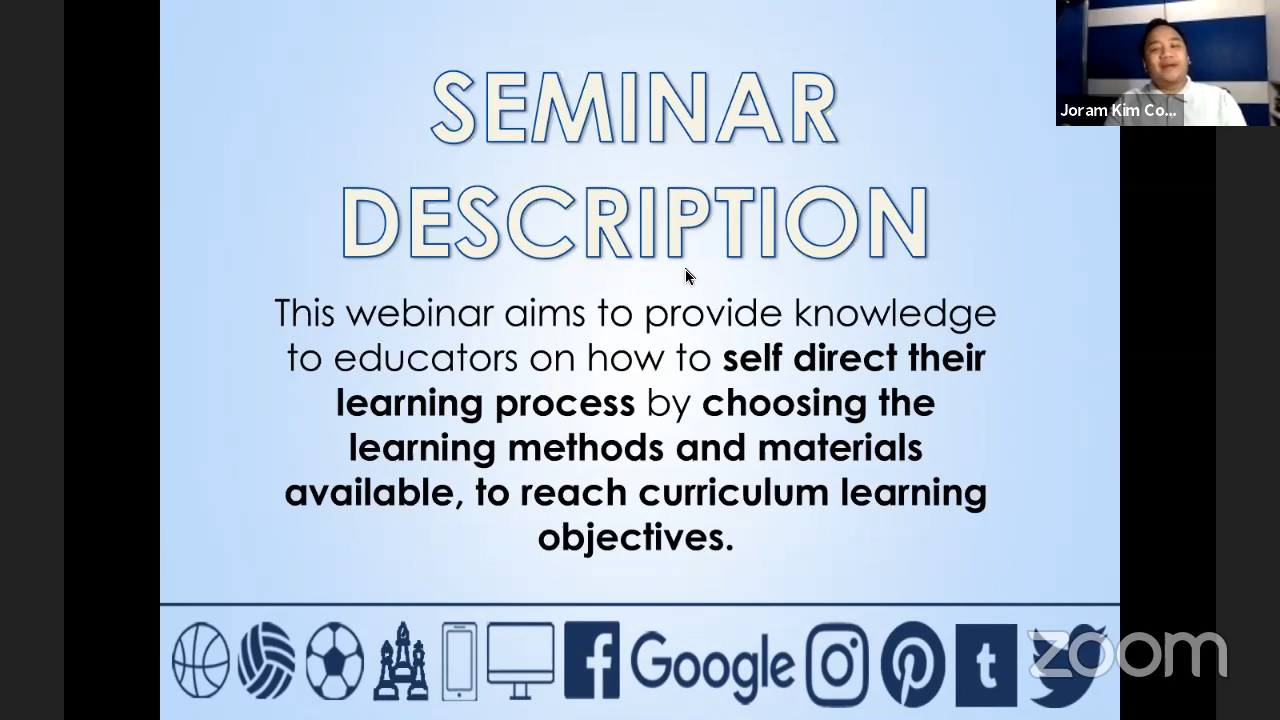 SEMINAR
DESCRIPTION
Joram Kim Co...
This webinar aims to provide knowledge
to educators on how to self direct their
learning process by choosing the
learning methods and materials
available, to reach curriculum learning
objectives.
Google
zoom